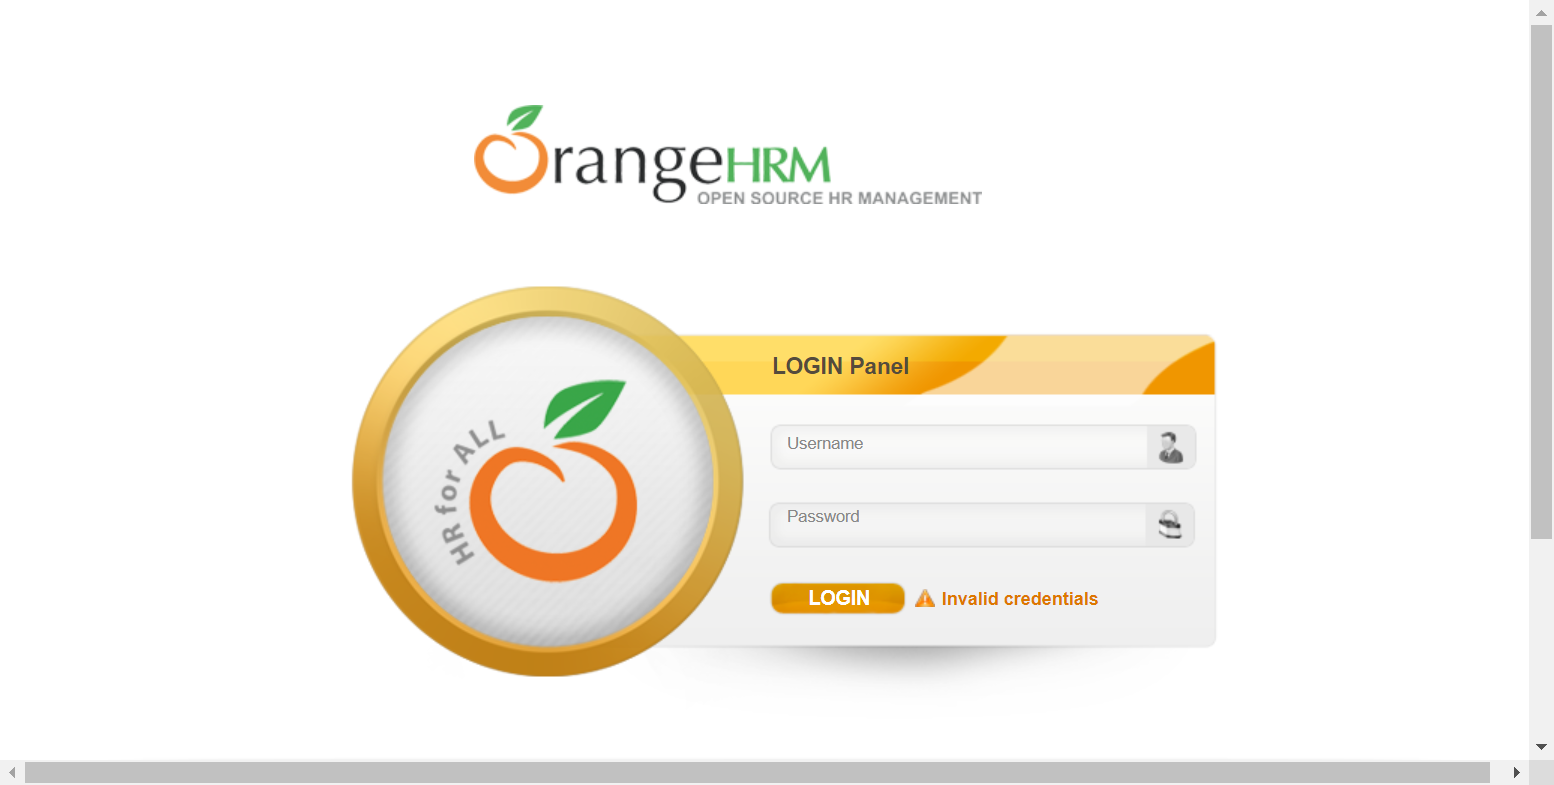 OrangeHRM
OPEN SOURCE HR MANAGEMENT
HR for ALL
LOGIN Panel
Username
Password
LOGIN
Invalid credentials